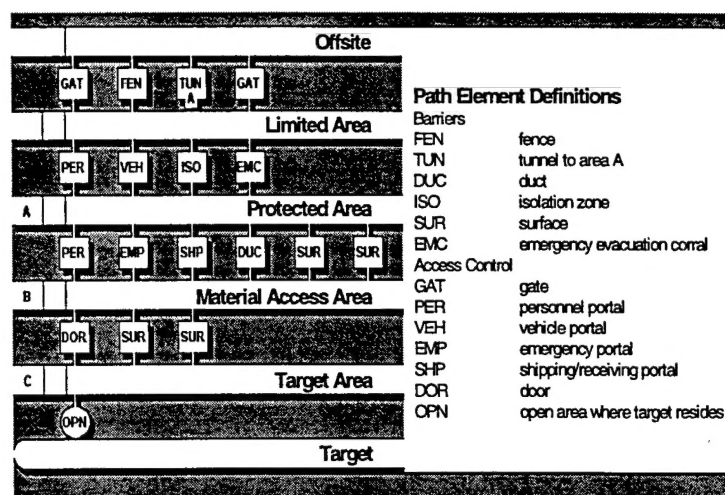 Offsite
GAT FEN TUN A GAT
Limited Area
PER VEH ISO EMC
A Protected Area
PER EMP SHP DUC SUR SUR
B Material Access Area
DOR SUR SUR
C Target Area
OPN
Target
Path Element Definitions
Barriers
FEN fence
TUN tunnel to area A
DUC duct
ISO isolation zone
SUR surface
EMC emergency evacuation corral
Access Control
GAT gate
PER personnel portal
VEH vehicle portal
EMP emergency portal
SHP shipping/receiving portal
DOR door
OPN open area where target resides